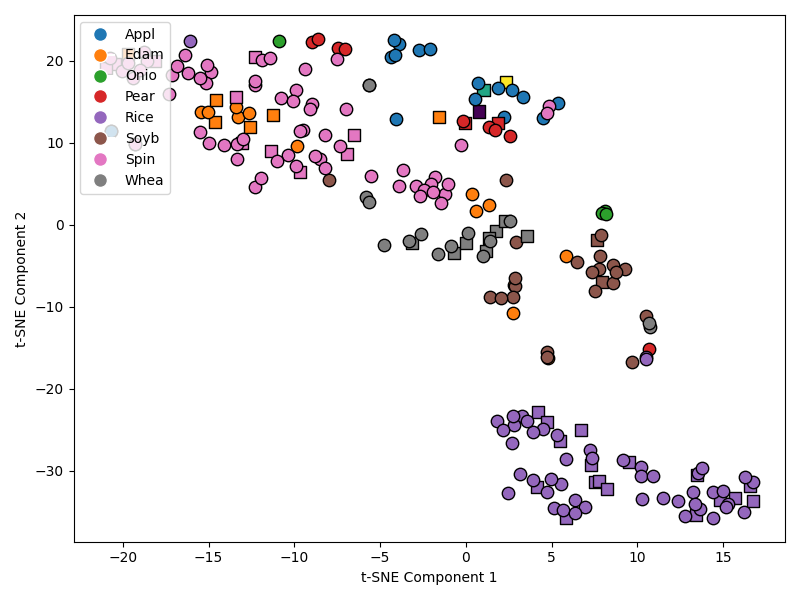 Appl
Edam
Onio
Pear
Rice
Soyb
Spin
Whea
20
10
0
−10
−20
−30
t-SNE Component 2
−20 −15 −10 −5 0 5 10 15
t-SNE Component 1